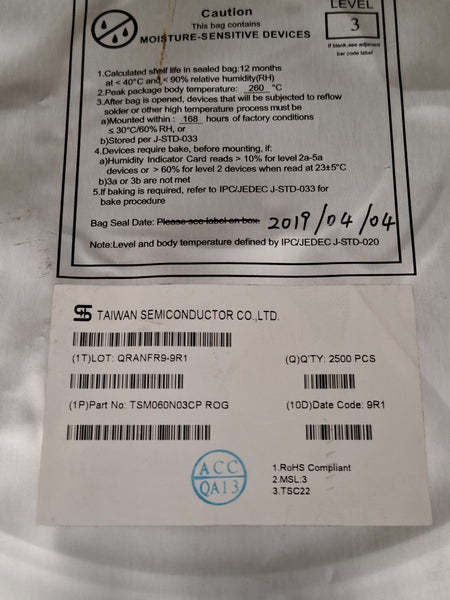 Caution
This bag contains
MOISTURE-SENSITIVE DEVICES
LEVEL
3
If blank,see adjacent
bar code label
1.Calculated shelf life in sealed bag:12 months
at < 40°C and < 90% relative humidity(RH)
2.Peak package body temperature: 260 °C
3.After bag is opened, devices that will be subjected to reflow
solder or other high temperature process must be
a)Mounted within : 168 hours of factory conditions
≤ 30°C/60% RH, or
b)Stored per J-STD-033
4.Devices require bake, before mounting, if:
a)Humidity Indicator Card reads > 10% for level 2a-5a
devices or > 60% for level 2 devices when read at 23±5°C
b)3a or 3b are not met
5.If baking is required, refer to IPC/JEDEC J-STD-033 for
bake procedure
Bag Seal Date: Please see label on box. 2019/04/04
Note:Level and body temperature defined by IPC/JEDEC J-STD-020
TAIWAN SEMICONDUCTOR CO.,LTD.
(1T)LOT: QRANFR9-9R1 (Q)Q'TY: 2500 PCS
(1P)Part No: TSM060N03CP ROG (10D)Date Code: 9R1
ACC
QA13
1.RoHS Compliant
2.MSL:3
3.TSC22